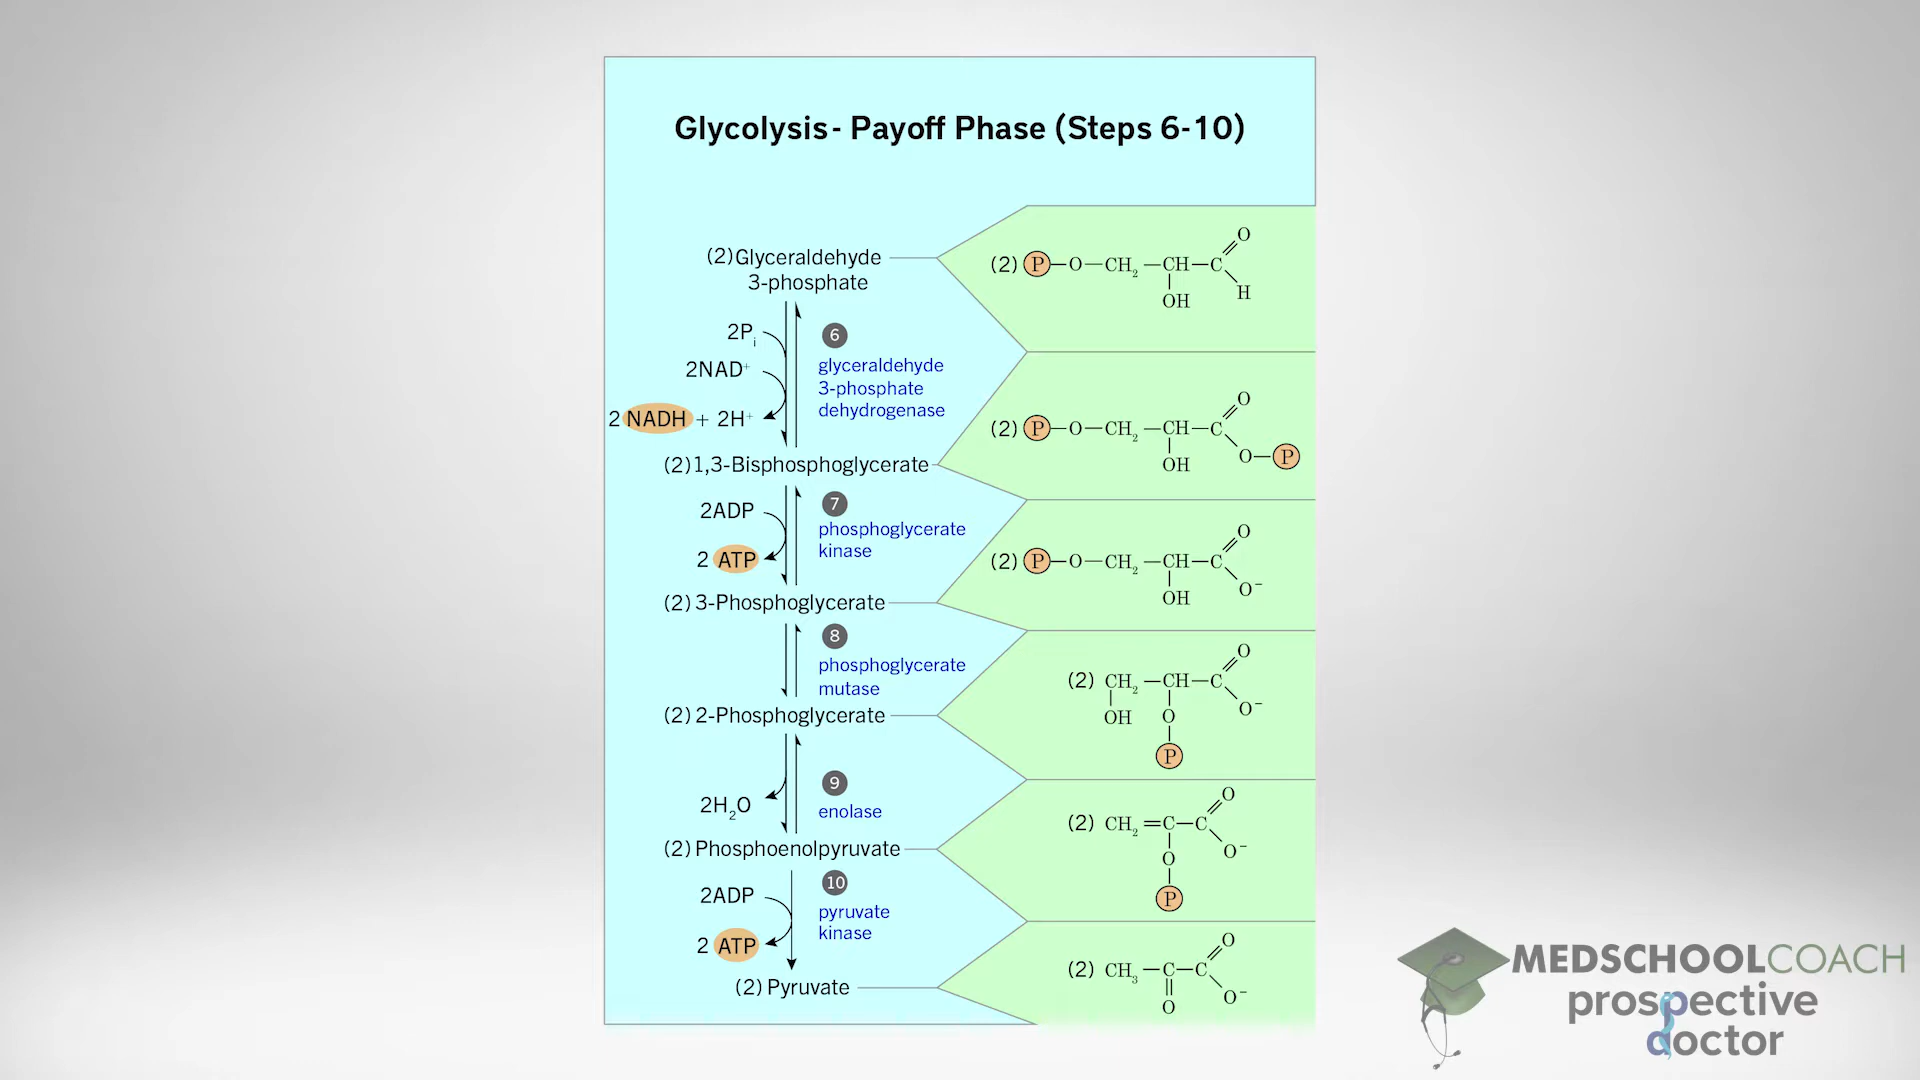 Glycolysis - Payoff Phase (Steps 6-10)
(2) Glyceraldehyde
3-phosphate
(2) P—O—CH2—CH—C
O
H
OH
2Pi
6
2NAD+
glyceraldehyde
3-phosphate
dehydrogenase
2 NADH + 2H+
(2) 1,3-Bisphosphoglycerate
(2) P—O—CH2—CH—C
O
O—P
OH
2ADP
7
phosphoglycerate
kinase
2 ATP
(2) 3-Phosphoglycerate
(2) P—O—CH2—CH—C
O
O−
OH
8
phosphoglycerate
mutase
(2) 2-Phosphoglycerate
(2) CH2—CH—C
O
O−
OH
O
P
9
2H2O
enolase
(2) Phosphoenolpyruvate
(2) CH2=C—C
O
O−
O
P
2ADP
10
pyruvate
kinase
2 ATP
(2) Pyruvate
(2) CH3—C—C
O
O−
O
MEDSCHOOLCOACH
prospective
doctor